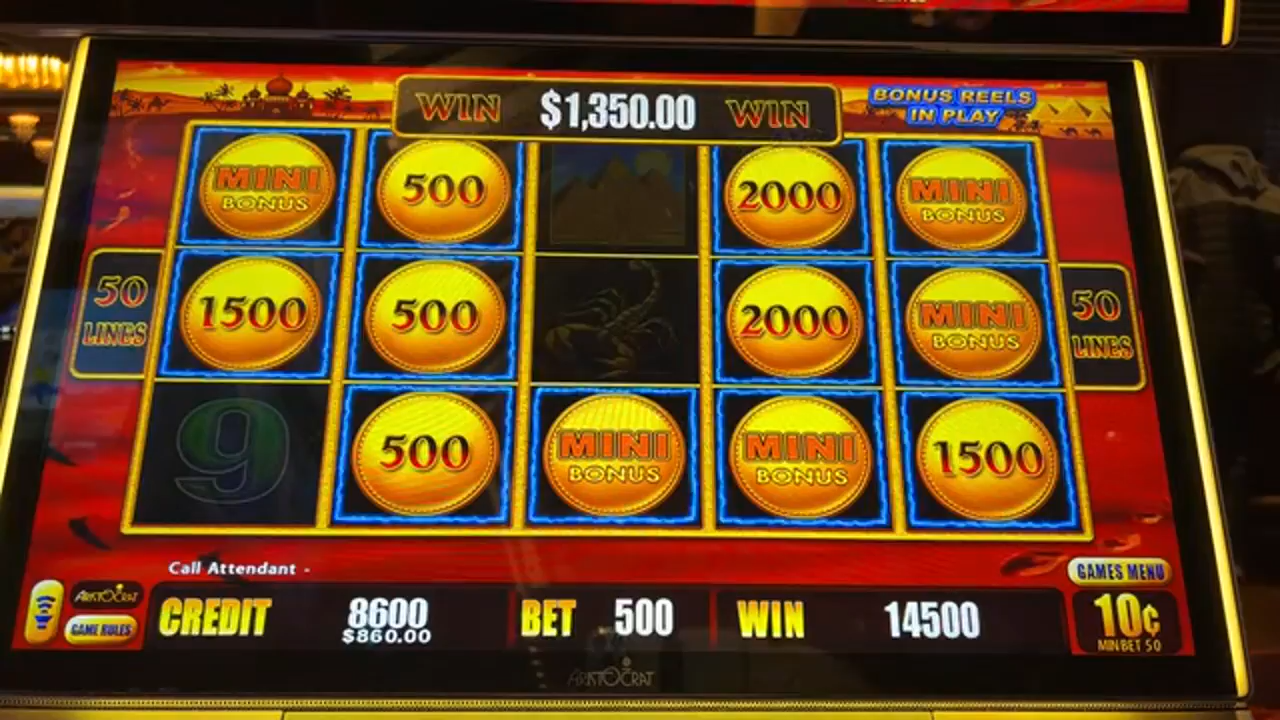 WIN $1,350.00 WIN
BONUS REELS
IN PLAY
MINI
BONUS
500
2000
MINI
BONUS
50
LINES
1500
500
2000
MINI
BONUS
50
LINES
9
500
MINI
BONUS
MINI
BONUS
1500
Call Attendant -
GAMES MENU
ARISTOCRAT
GAME RULES
CREDIT 8600
$860.00
BET 500
WIN 14500
10¢
MIN BET 50
ARISTOCRAT